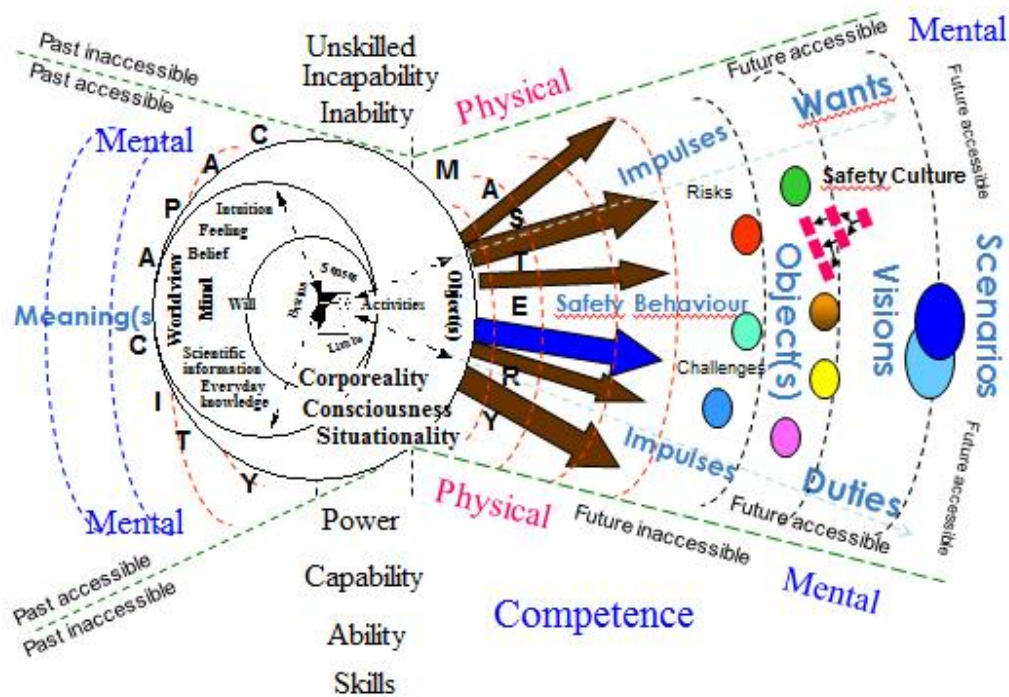 Past inaccessible
Past accessible
Unskilled
Incapability
Inability
Physical
Future accessible
Mental
Wants
Impulses
Future accessible
Mental
C
A
P
A
C
I
T
Y
M
A
S
T
E
R
Y
Intuition
Feeling
Belief
Worldview
Mind
Will
Senses
Brains
Limbs
Activities
Object(s)
Scientific
information
Everyday
knowledge
Meaning(s
Corporeality
Consciousness
Situationality
Risks
Safety Culture
Safety Behaviour
Object(s)
Visions
Scenarios
Challenges
Impulses
Duties
Future accessible
Future accessible
Future inaccessible
Physical
Mental
Mental
Past accessible
Past inaccessible
Power
Capability
Ability
Skills
Competence